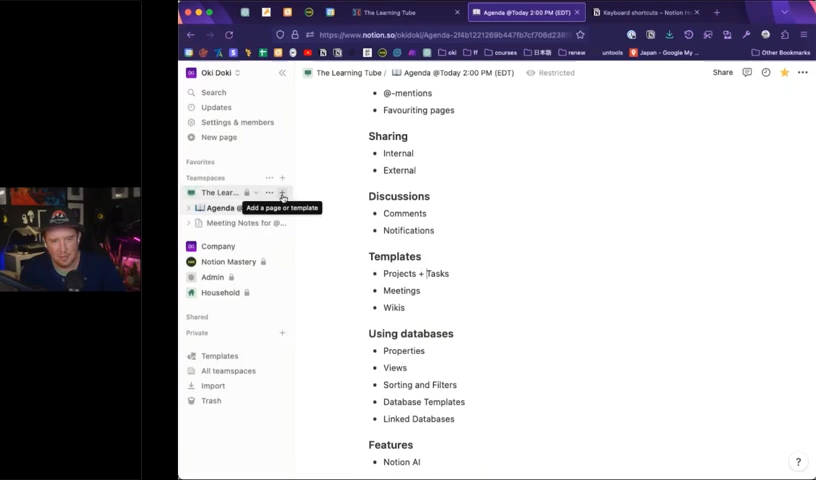 The Learning Tube
Agenda @Today 2:00 PM (EDT)
Keyboard shortcuts – Notion H
https://www.notion.so/okidoki/Agenda-2f4b1221269b447fb7cf708d238
oki
ff
courses
日本語
renew
untools
Japan - Google My ...
Other Bookmarks
Oki Doki
The Learning Tube / Agenda @Today 2:00 PM (EDT)
Restricted
Share
Search
Updates
Settings & members
New page
Favorites
Teamspaces
The Lear...
Agenda @
Add a page or template
Meeting Notes for @...
Company
Notion Mastery
Admin
Household
Shared
Private
Templates
All teamspaces
Import
Trash
• @-mentions
• Favouriting pages
Sharing
• Internal
• External
Discussions
• Comments
• Notifications
Templates
• Projects + Tasks
• Meetings
• Wikis
Using databases
• Properties
• Views
• Sorting and Filters
• Database Templates
• Linked Databases
Features
• Notion AI
?